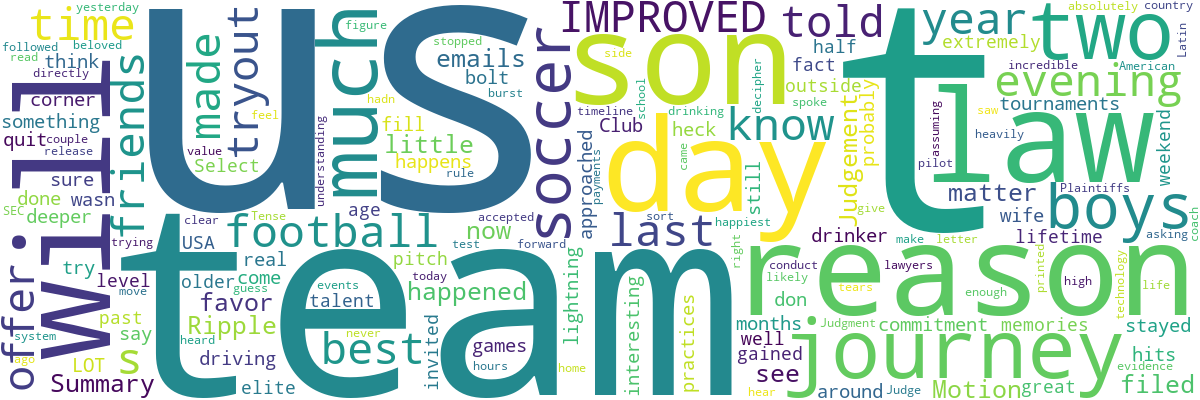 us
team
t
day
law
son
Will
reason
journey
much
two
soccer
boys
IMPROVED
told
year
time
made
tryout
friends
offer
football
best
last
know
evening
s
Summary
Ripple
favor
happened
little
emails
bolt
fill
happens
Select
think
something
corner
quit
sure
done
wasn
deeper
try
level
past
say
LOT
driving
elite
talent
invited
games
lightning
interesting
practices
months
well
gained
see
around
drinker
don
commitment
memories
stayed
hits
filed
Motion
great
matter
wife
lifetime
weekend
tournaments
extremely
outside
half
fact
Judgement
probably
heck
Club
approached
still
now
pitch
age
USA
real
come
older
yesterday
followed
beloved
read
directly
couple
release
SEC
trying
move
system
ago
heard
guess
events
never
today
hours
home
test
forward
accepted
rule
understanding
value
feel
clear
Tense
hadn
figure
stopped
burst
side
timeline
school
drinking
decipher
spoke
came
payments
sort
happiest
right
give
make
letter
conduct
lawyers
likely
enough
tears
hear
Judgment
Judge
printed
high
technology
life
evidence
asking
coach
Plaintiffs
pilot
assuming
saw
heavily
incredible
American
Latin
country
absolutely